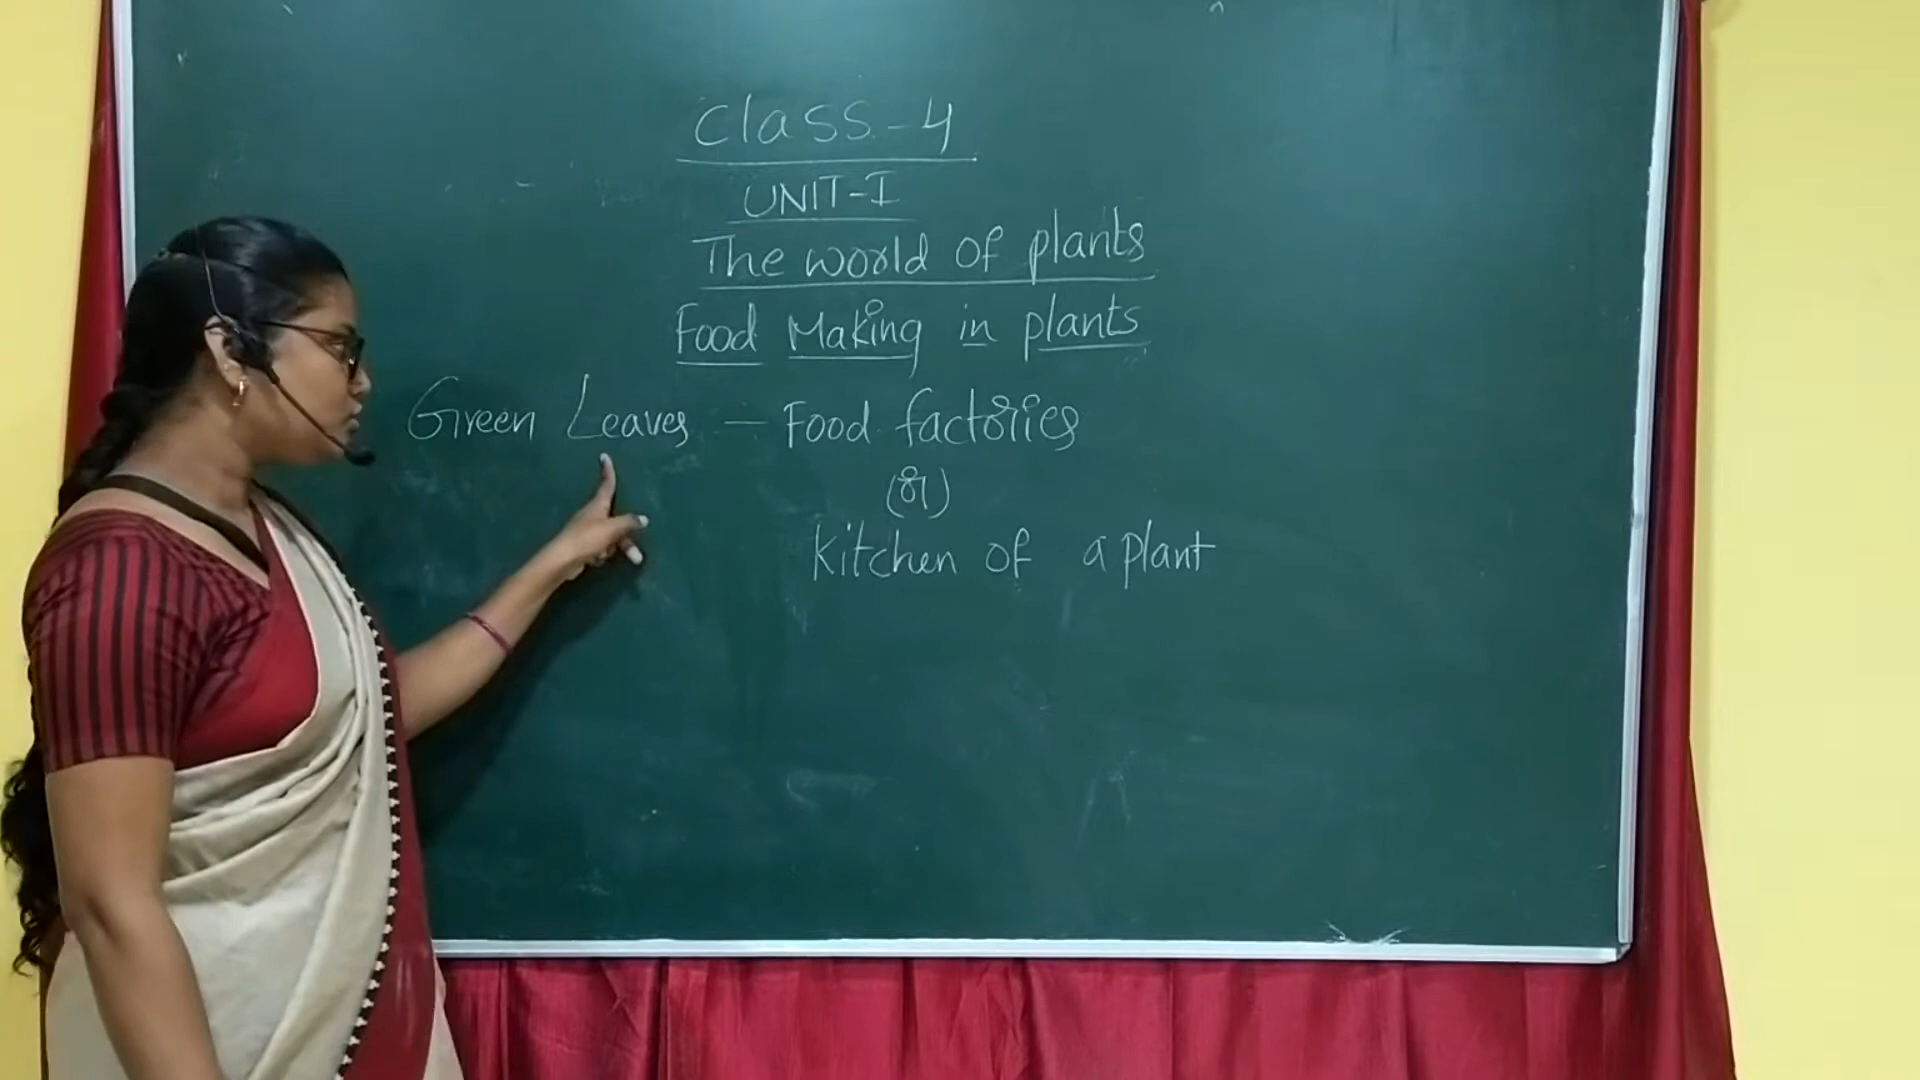 Class-4
UNIT-I
The world of plants
Food Making in plants
Green Leaves — Food factories
(or)
Kitchen of a plant